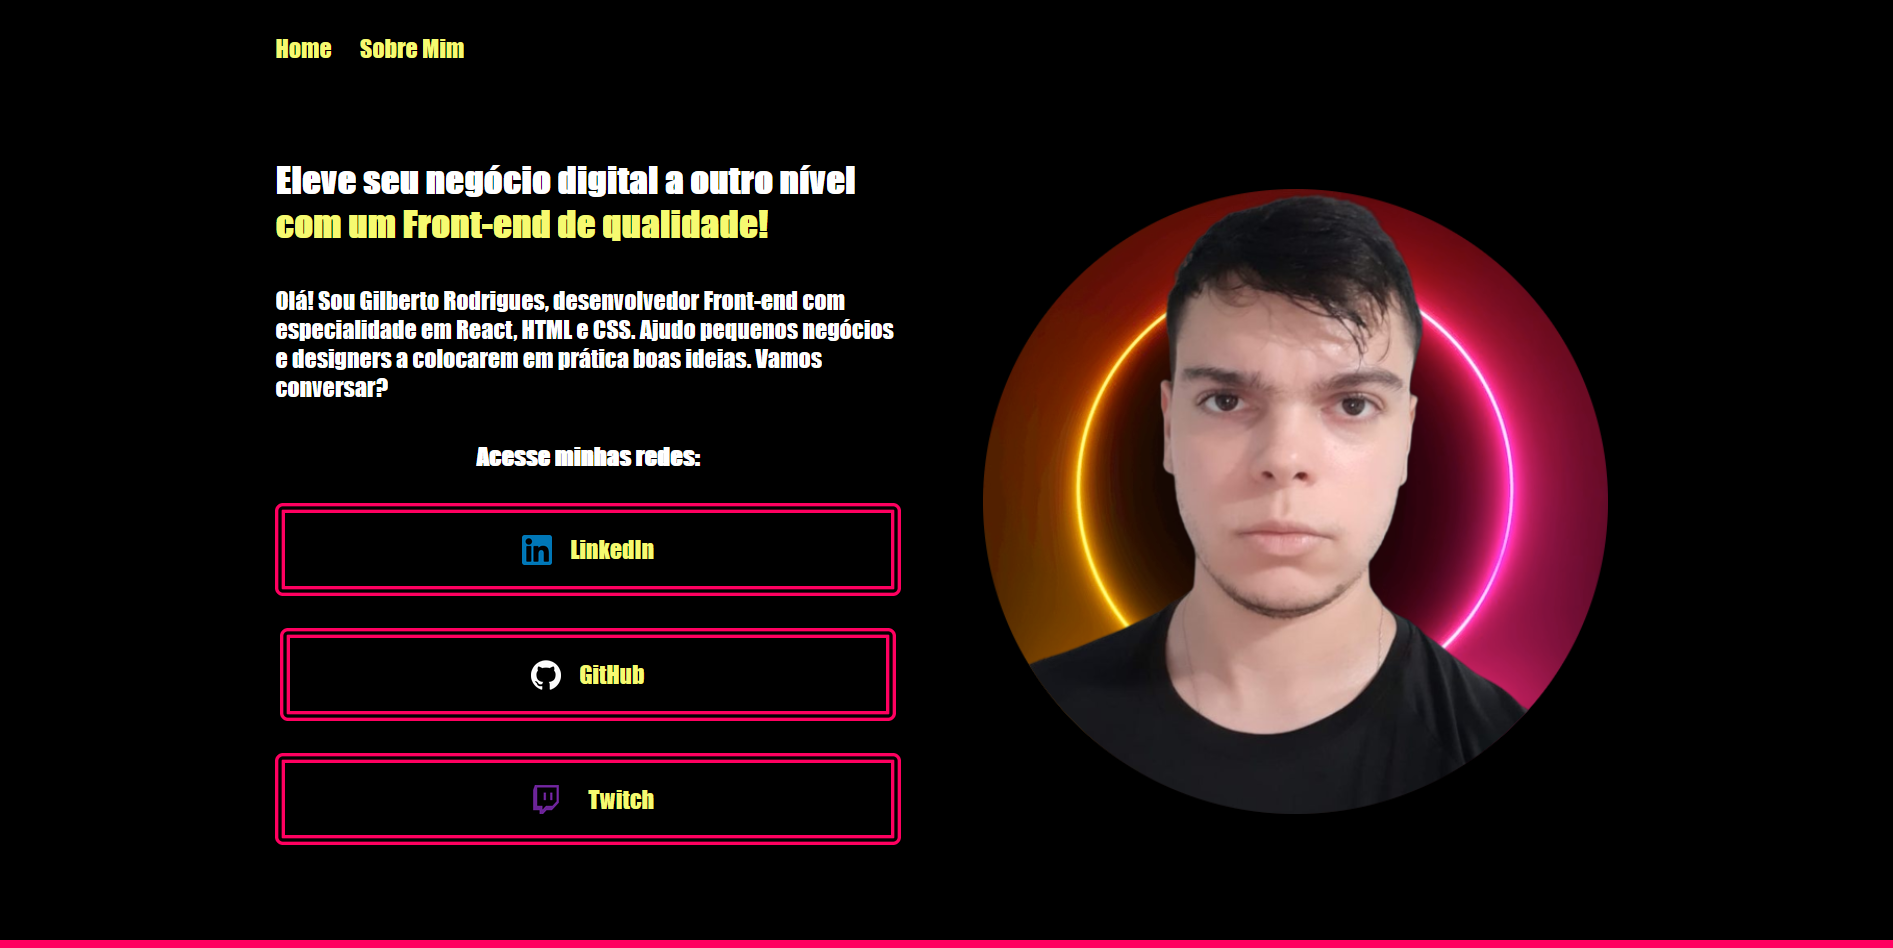 Home Sobre Mim
Eleve seu negócio digital a outro nível
com um Front-end de qualidade!
Olá! Sou Gilberto Rodrigues, desenvolvedor Front-end com
especialidade em React, HTML e CSS. Ajudo pequenos negócios
e designers a colocarem em prática boas ideias. Vamos
conversar?
Acesse minhas redes:
in LinkedIn
GitHub
Twitch